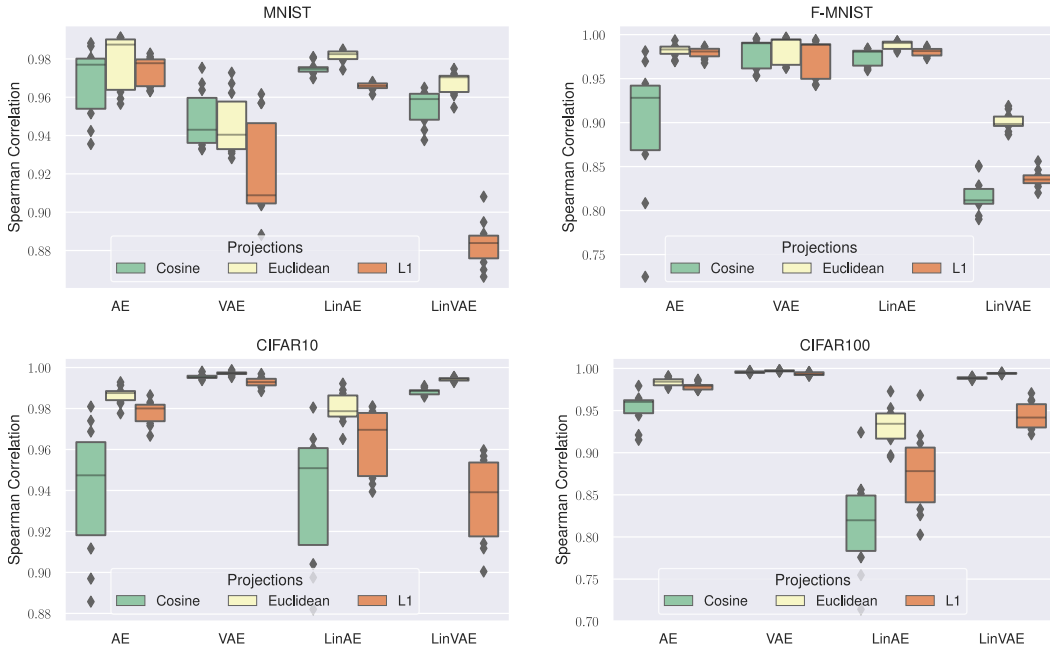 MNIST
Spearman Correlation
0.98
0.96
0.94
0.92
0.90
0.88
Projections
Cosine Euclidean L1
AE VAE LinAE LinVAE
F-MNIST
Spearman Correlation
1.00
0.95
0.90
0.85
0.80
0.75
Projections
Cosine Euclidean L1
AE VAE LinAE LinVAE
CIFAR10
Spearman Correlation
1.00
0.98
0.96
0.94
0.92
0.90
0.88
Projections
Cosine Euclidean L1
AE VAE LinAE LinVAE
CIFAR100
Spearman Correlation
1.00
0.95
0.90
0.85
0.80
0.75
0.70
Projections
Cosine Euclidean L1
AE VAE LinAE LinVAE